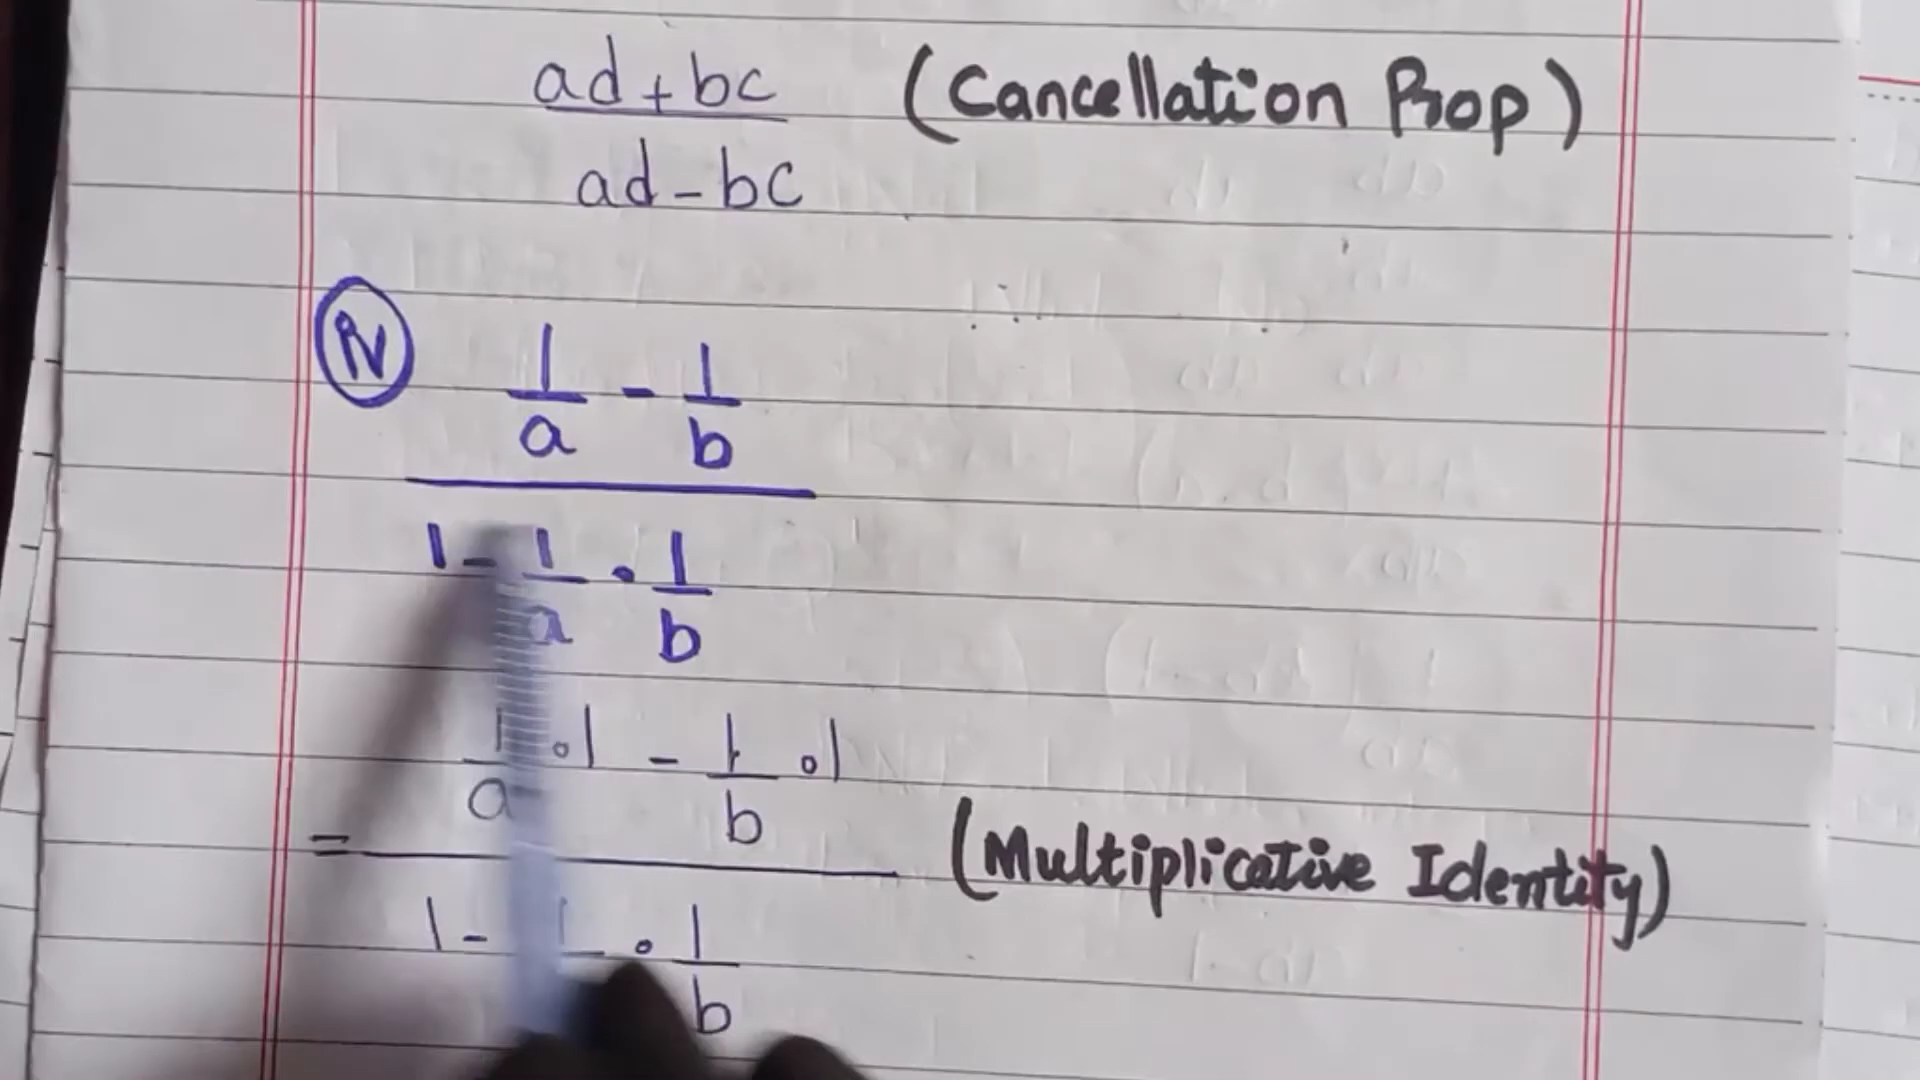 ad + bc (Cancellation Prop)
ad - bc
iv 1/a - 1/b
1 - 1/a • 1/b
1/a • 1 - 1/b • 1
= (Multiplicative Identity)
1 - 1 • 1/b